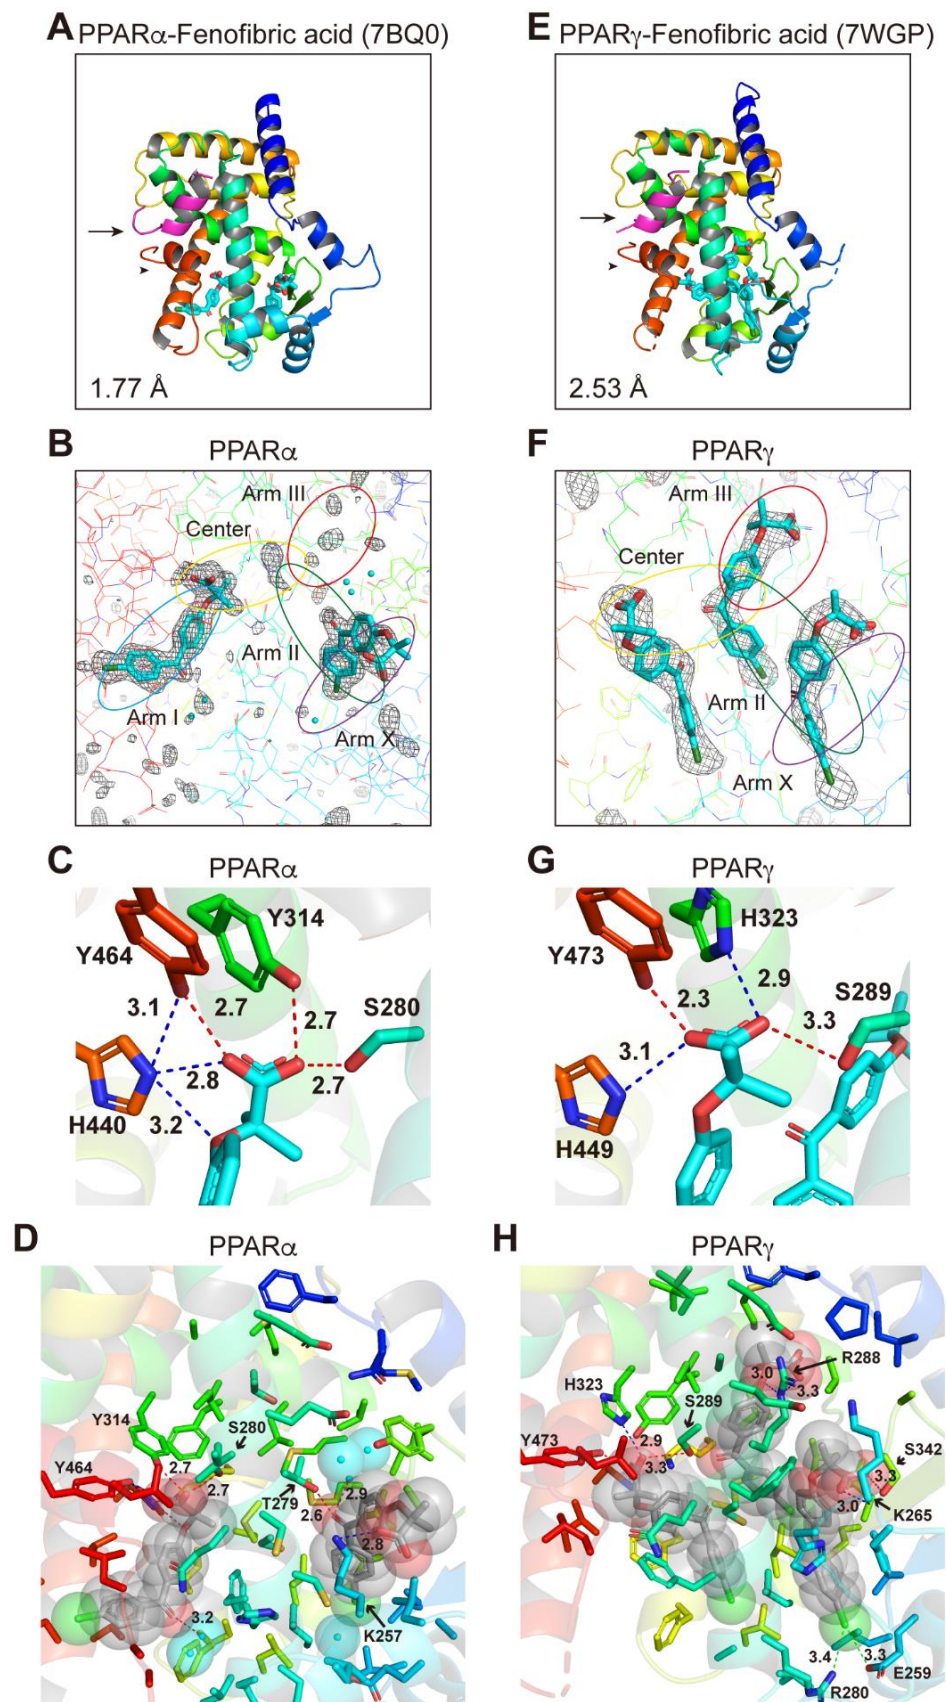 A PPARα-Fenofibric acid (7BQ0)
1.77 Å
E PPARγ-Fenofibric acid (7WGP)
2.53 Å
B PPARα
Arm III
Center
Arm II
Arm I
Arm X
F PPARγ
Arm III
Center
Arm II
Arm X
C PPARα
Y314
Y464
S280
3.1
2.7
2.7
2.8
2.7
H440
3.2
G PPARγ
H323
Y473
2.9
S289
2.3
3.3
3.1
H449
D PPARα
Y314
S280
Y464
2.7
2.7
T279
2.9
2.6
2.8
3.2
K257
H PPARγ
R288
3.0
3.3
H323
S289
Y473
2.9
3.3
S342
3.3
3.0
K265
3.4
3.3
E259
R280